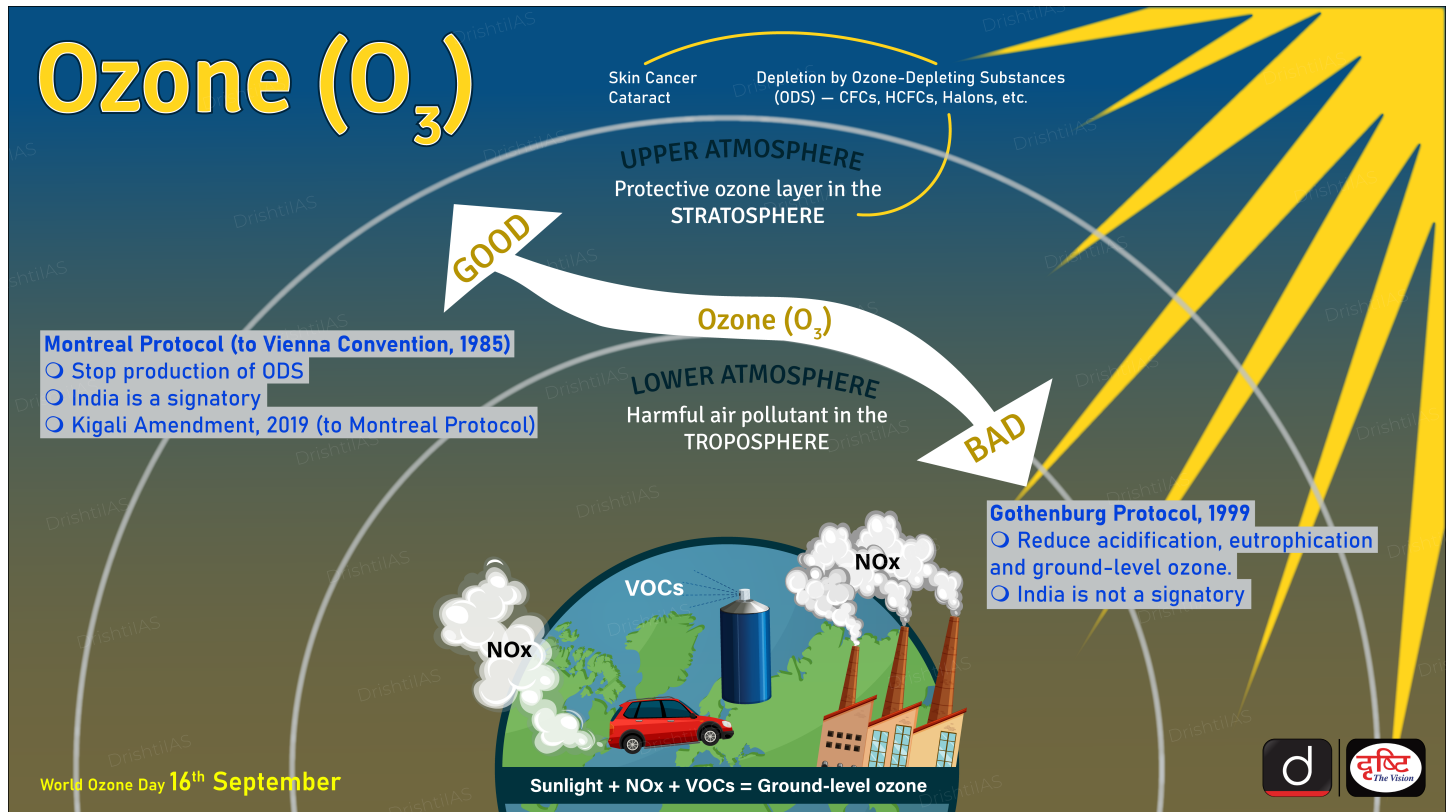 Ozone (O3)
Skin Cancer
Cataract
Depletion by Ozone-Depleting Substances
(ODS) — CFCs, HCFCs, Halons, etc.
UPPER ATMOSPHERE
Protective ozone layer in the
STRATOSPHERE
GOOD
Ozone (O3)
BAD
LOWER ATMOSPHERE
Harmful air pollutant in the
TROPOSPHERE
Montreal Protocol (to Vienna Convention, 1985)
❍ Stop production of ODS
❍ India is a signatory
❍ Kigali Amendment, 2019 (to Montreal Protocol)
Gothenburg Protocol, 1999
❍ Reduce acidification, eutrophication
and ground-level ozone.
❍ India is not a signatory
NOx
VOCs
NOx
Sunlight + NOx + VOCs = Ground-level ozone
World Ozone Day 16th September
d
दृष्टि
The Vision
DrishtiIAS